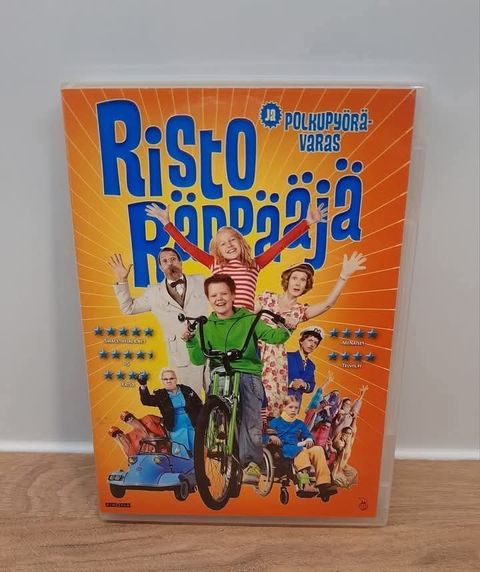 Risto
Räppääjä
ja
POLKUPYÖRÄ-
VARAS